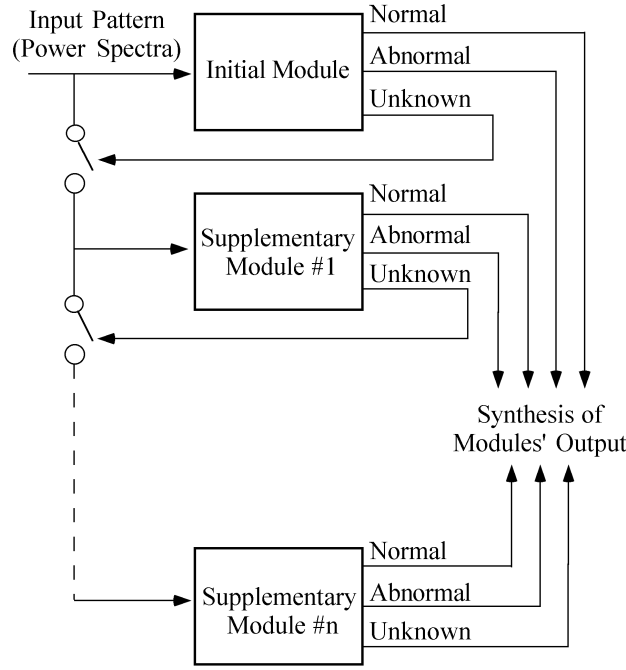 Input Pattern
(Power Spectra)
Initial Module
Normal
Abnormal
Unknown
Supplementary
Module #1
Normal
Abnormal
Unknown
Synthesis of
Modules' Output
Supplementary
Module #n
Normal
Abnormal
Unknown